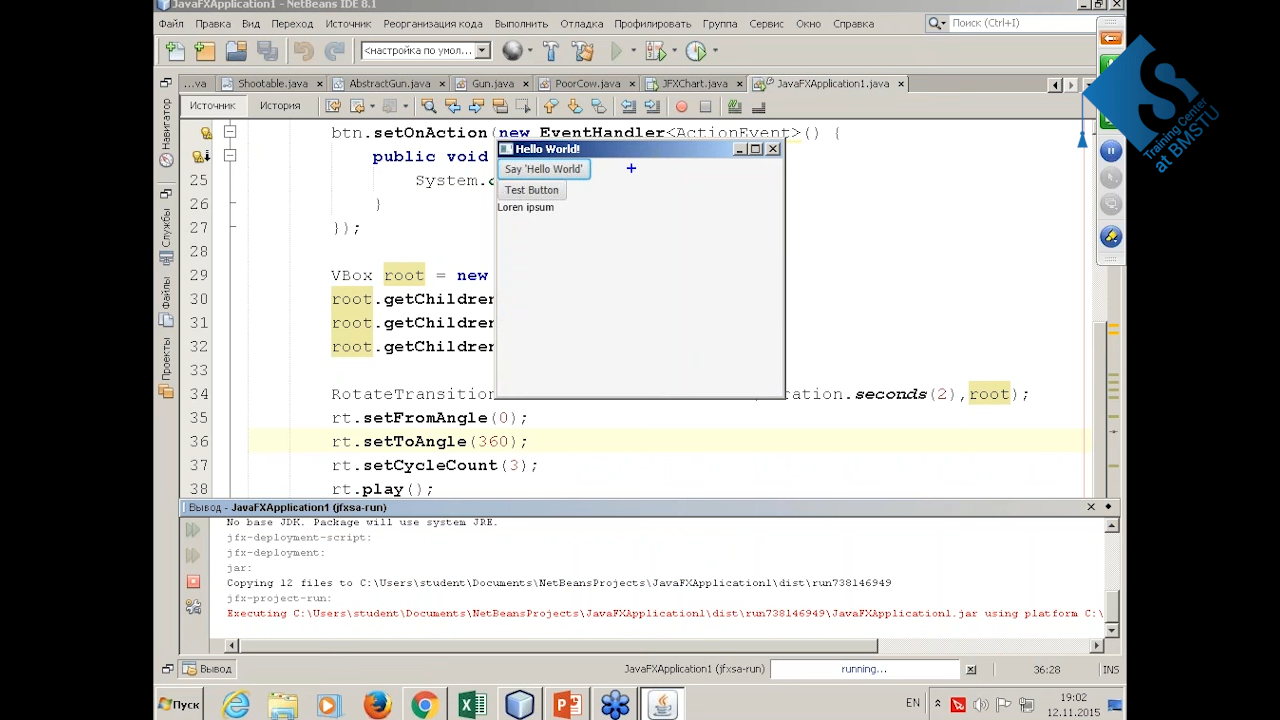 JavaFXApplication1 - NetBeans IDE 8.1
Файл Правка Вид Переход Источник Реорганизация кода Выполнить Отладка Профилировать Группа Сервис Окно Справка
Поиск (Ctrl+I)
<настройка по умол...
...va Shootable.java AbstractGun.java Gun.java PoorCow.java JFXChart.java JavaFXApplication1.java
Источник История
Навигатор
Службы
Файлы
Проекты
btn.setOnAction(new EventHandler<ActionEvent>() {
public void
25 System.
26 }
27 });
28
29 VBox root = new
30 root.getChildren
31 root.getChildren
32 root.getChildren
33
34 RotateTransition ration.seconds(2),root);
35 rt.setFromAngle(0);
36 rt.setToAngle(360);
37 rt.setCycleCount(3);
38 rt.play();
Hello World!
Say 'Hello World'
Test Button
Loren ipsum
Training Center
at BMSTU
Вывод - JavaFXApplication1 (jfxsa-run)
No base JDK. Package will use system JRE.
jfx-deployment-script:
jfx-deployment:
jar:
Copying 12 files to C:\Users\student\Documents\NetBeansProjects\JavaFXApplication1\dist\run738146949
jfx-project-run:
Executing C:\Users\student\Documents\NetBeansProjects\JavaFXApplication1\dist\run738146949\JavaFXApplication1.jar using platform C:\
Вывод
JavaFXApplication1 (jfxsa-run) running... 36:28 INS
Пуск
EN
19:02
12.11.2015